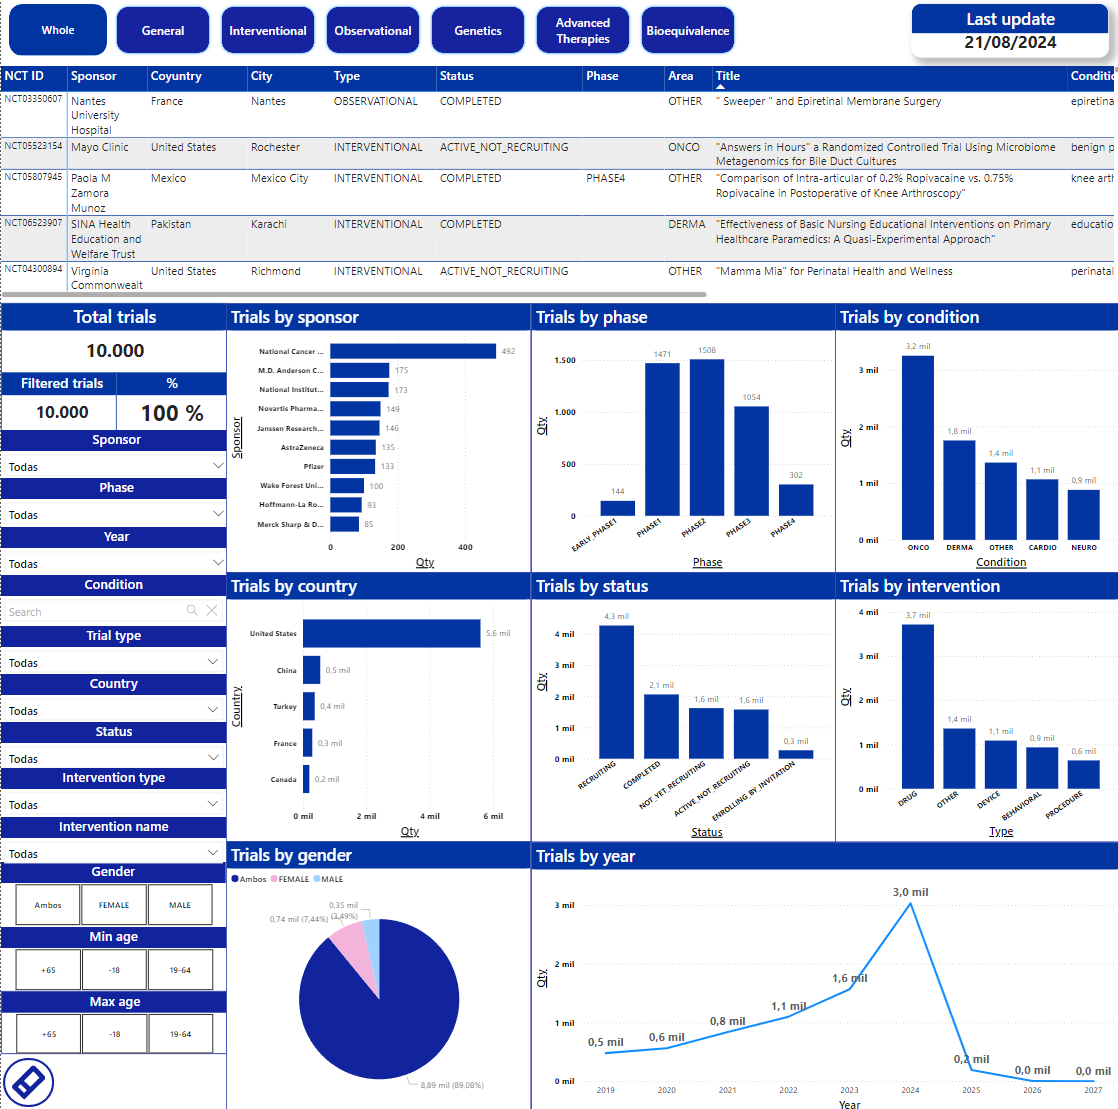 Whole
General
Interventional
Observational
Genetics
Advanced
Therapies
Bioequivalence
Last update
21/08/2024
NCT ID Sponsor Coyuntry City Type Status Phase Area Title Conditic
NCT03350607 Nantes University Hospital France Nantes OBSERVATIONAL COMPLETED OTHER " Sweeper " and Epiretinal Membrane Surgery epiretina
NCT05523154 Mayo Clinic United States Rochester INTERVENTIONAL ACTIVE_NOT_RECRUITING ONCO "Answers in Hours" a Randomized Controlled Trial Using Microbiome
Metagenomics for Bile Duct Cultures benign p
NCT05807945 Paola M Zamora Munoz Mexico Mexico City INTERVENTIONAL COMPLETED PHASE4 OTHER "Comparison of Intra-articular of 0.2% Ropivacaine vs. 0.75%
Ropivacaine in Postoperative of Knee Arthroscopy" knee arth
NCT06523907 SINA Health Education and Welfare Trust Pakistan Karachi INTERVENTIONAL COMPLETED DERMA "Effectiveness of Basic Nursing Educational Interventions on Primary
Healthcare Paramedics: A Quasi-Experimental Approach" educatio
NCT04300894 Virginia Commonwealt United States Richmond INTERVENTIONAL ACTIVE_NOT_RECRUITING OTHER "Mamma Mia" for Perinatal Health and Wellness perinatal
Total trials
10.000
Filtered trials %
10.000 100 %
Sponsor
Todas
Phase
Todas
Year
Todas
Condition
Search
Trial type
Todas
Country
Todas
Status
Todas
Intervention type
Todas
Intervention name
Todas
Gender
Ambos FEMALE MALE
Min age
+65 -18 19-64
Max age
+65 -18 19-64
Trials by sponsor
Sponsor
National Cancer ... 492
M.D. Anderson C... 175
National Institut... 173
Novartis Pharma... 149
Janssen Research... 146
AstraZeneca 135
Pfizer 133
Wake Forest Uni... 100
Hoffmann-La Ro... 93
Merck Sharp & D... 85
0 200 400
Qty
Trials by phase
Qty
1.500
1.000
500
0
144 1471 1508 1054 302
EARLY_PHASE1 PHASE1 PHASE2 PHASE3 PHASE4
Phase
Trials by condition
Qty
3 mil
2 mil
1 mil
0 mil
3,2 mil 1,8 mil 1,4 mil 1,1 mil 0,9 mil
ONCO DERMA OTHER CARDIO NEURO
Condition
Trials by country
Country
United States 5,6 mil
China 0,5 mil
Turkey 0,4 mil
France 0,3 mil
Canada 0,2 mil
0 mil 2 mil 4 mil 6 mil
Qty
Trials by status
Qty
4 mil
3 mil
2 mil
1 mil
0 mil
4,3 mil 2,1 mil 1,6 mil 1,6 mil 0,3 mil
RECRUITING COMPLETED NOT_YET_RECRUITING ACTIVE_NOT_RECRUITING ENROLLING_BY_INVITATION
Status
Trials by intervention
Qty
4 mil
3 mil
2 mil
1 mil
0 mil
3,7 mil 1,4 mil 1,1 mil 0,9 mil 0,6 mil
DRUG OTHER DEVICE BEHAVIORAL PROCEDURE
Type
Trials by gender
Ambos FEMALE MALE
0,35 mil
(3,49%)
0,74 mil (7,44%)
8,89 mil (89,08%)
Trials by year
Qty
3 mil
2 mil
1 mil
0 mil
0,5 mil 0,6 mil 0,8 mil 1,1 mil 1,6 mil 3,0 mil 0,2 mil 0,0 mil 0,0 mil
2019 2020 2021 2022 2023 2024 2025 2026 2027
Year